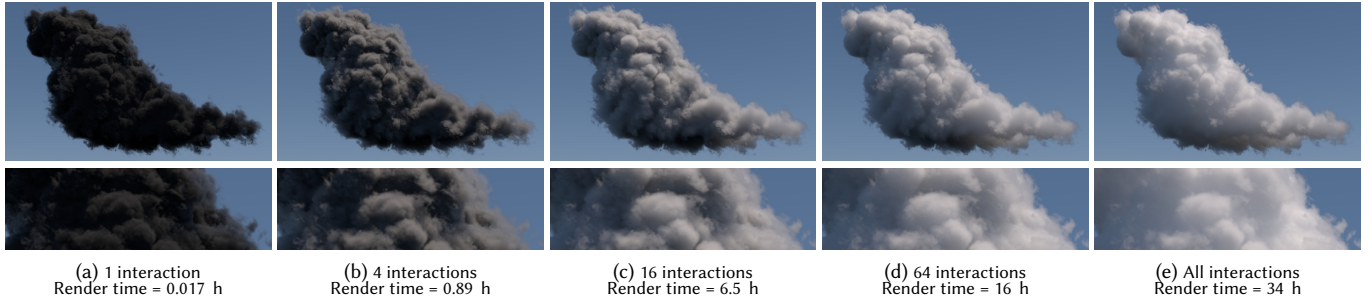 (a) 1 interaction
Render time = 0.017 h
(b) 4 interactions
Render time = 0.89 h
(c) 16 interactions
Render time = 6.5 h
(d) 64 interactions
Render time = 16 h
(e) All interactions
Render time = 34 h